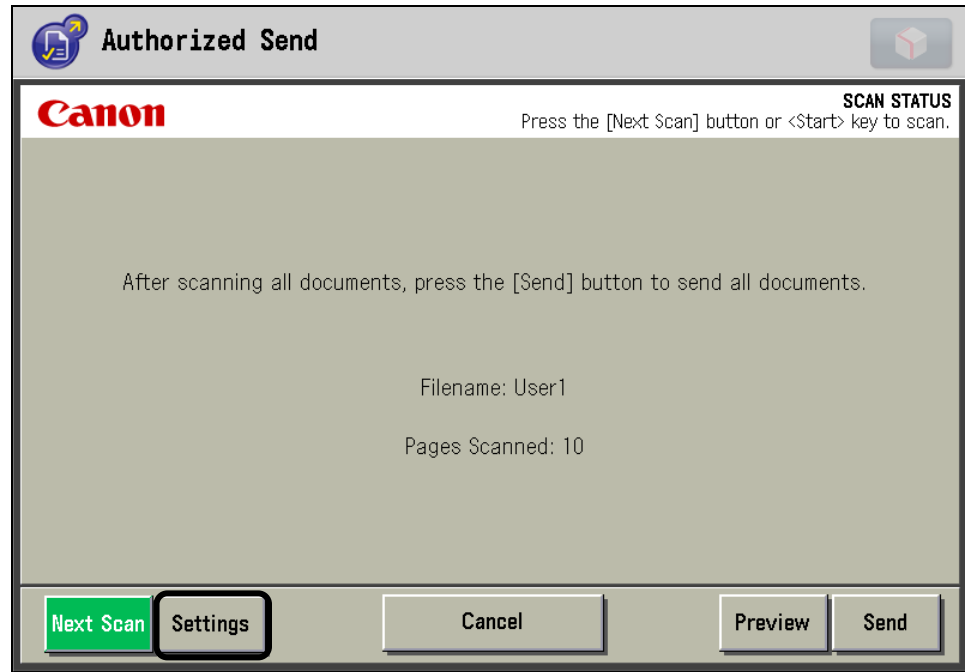 Authorized Send
Canon
SCAN STATUS
Press the [Next Scan] button or <Start> key to scan.
After scanning all documents, press the [Send] button to send all documents.
Filename: User1
Pages Scanned: 10
Next Scan Settings Cancel Preview Send